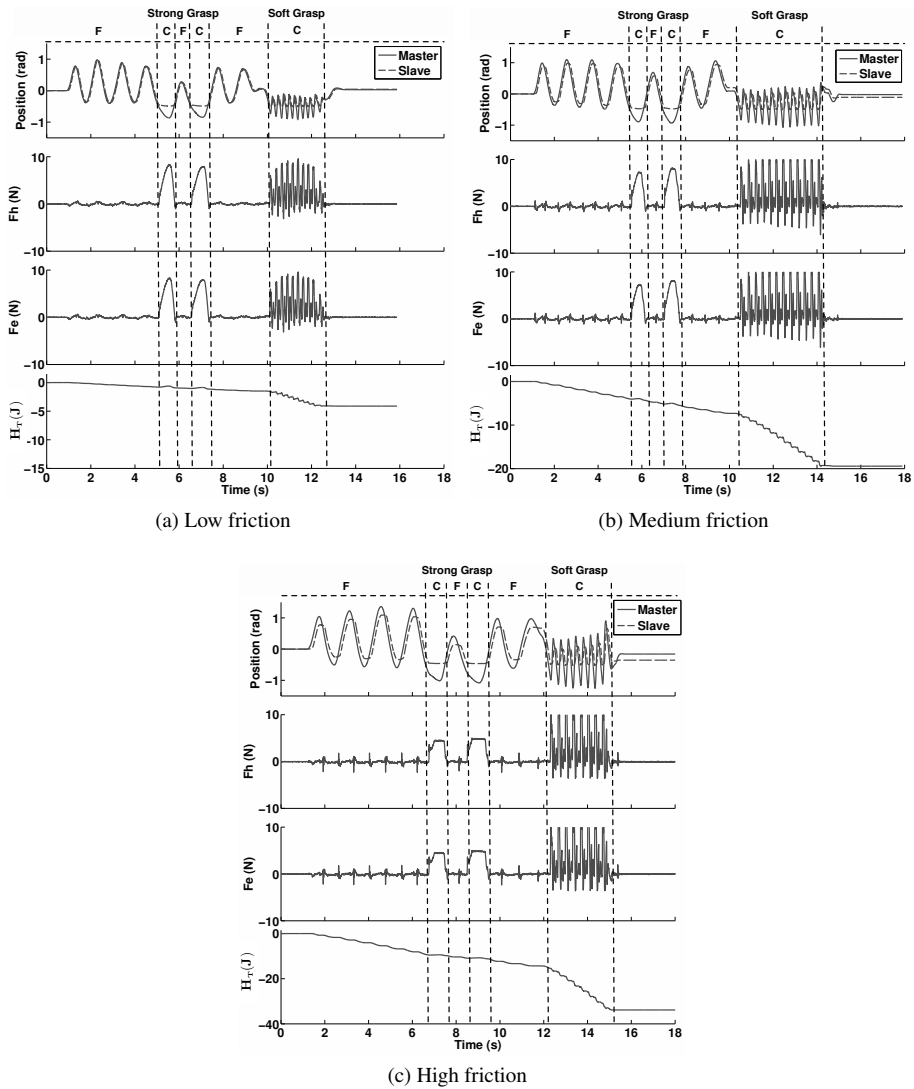 Strong Grasp Soft Grasp
F C F C F C
Master
Slave
Position (rad)
1
0
−1
Fh (N)
10
0
−10
Fe (N)
10
0
−10
H_T(J)
0
−5
−10
−15
0 2 4 6 8 10 12 14 16 18
Time (s)
(a) Low friction
Strong Grasp Soft Grasp
F C F C F C
Master
Slave
Position (rad)
1
0
−1
Fh (N)
10
0
−10
Fe (N)
10
0
−10
H_T(J)
0
−10
−20
0 2 4 6 8 10 12 14 16 18
Time (s)
(b) Medium friction
Strong Grasp Soft Grasp
F C F C F C
Master
Slave
Position (rad)
1
0
−1
Fh (N)
10
0
−10
Fe (N)
10
0
−10
H_T(J)
0
−20
−40
0 2 4 6 8 10 12 14 16 18
Time (s)
(c) High friction